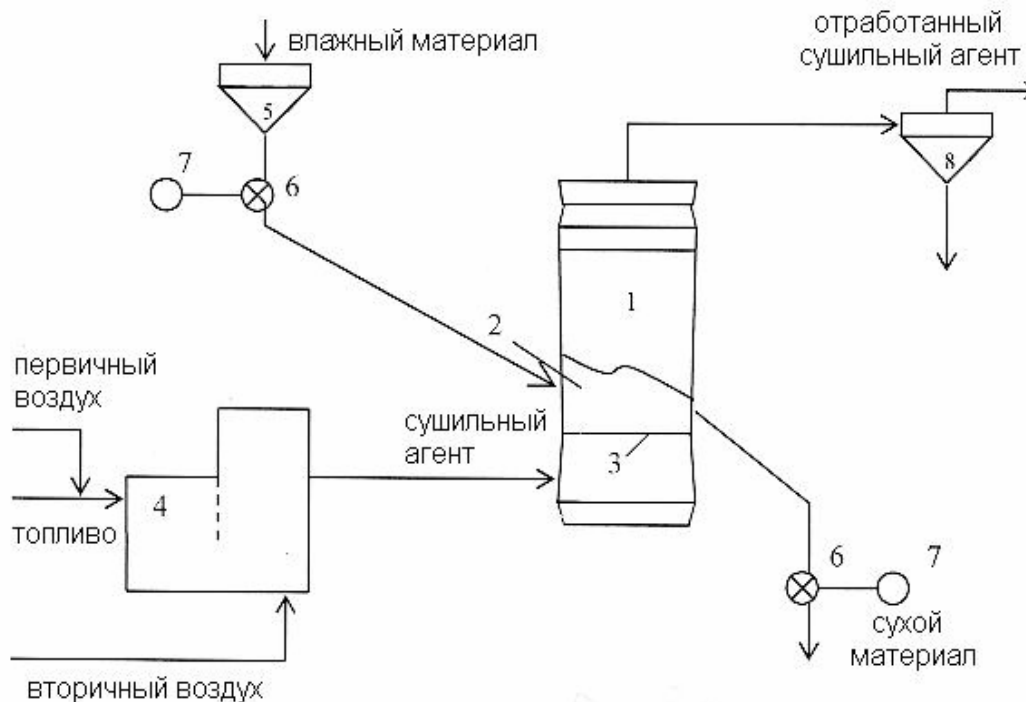 отработанный
сушильный агент
влажный материал
5
8
7
6
1
2
первичный
воздух
сушильный
агент
3
4
топливо
6
7
сухой
материал
вторичный воздух